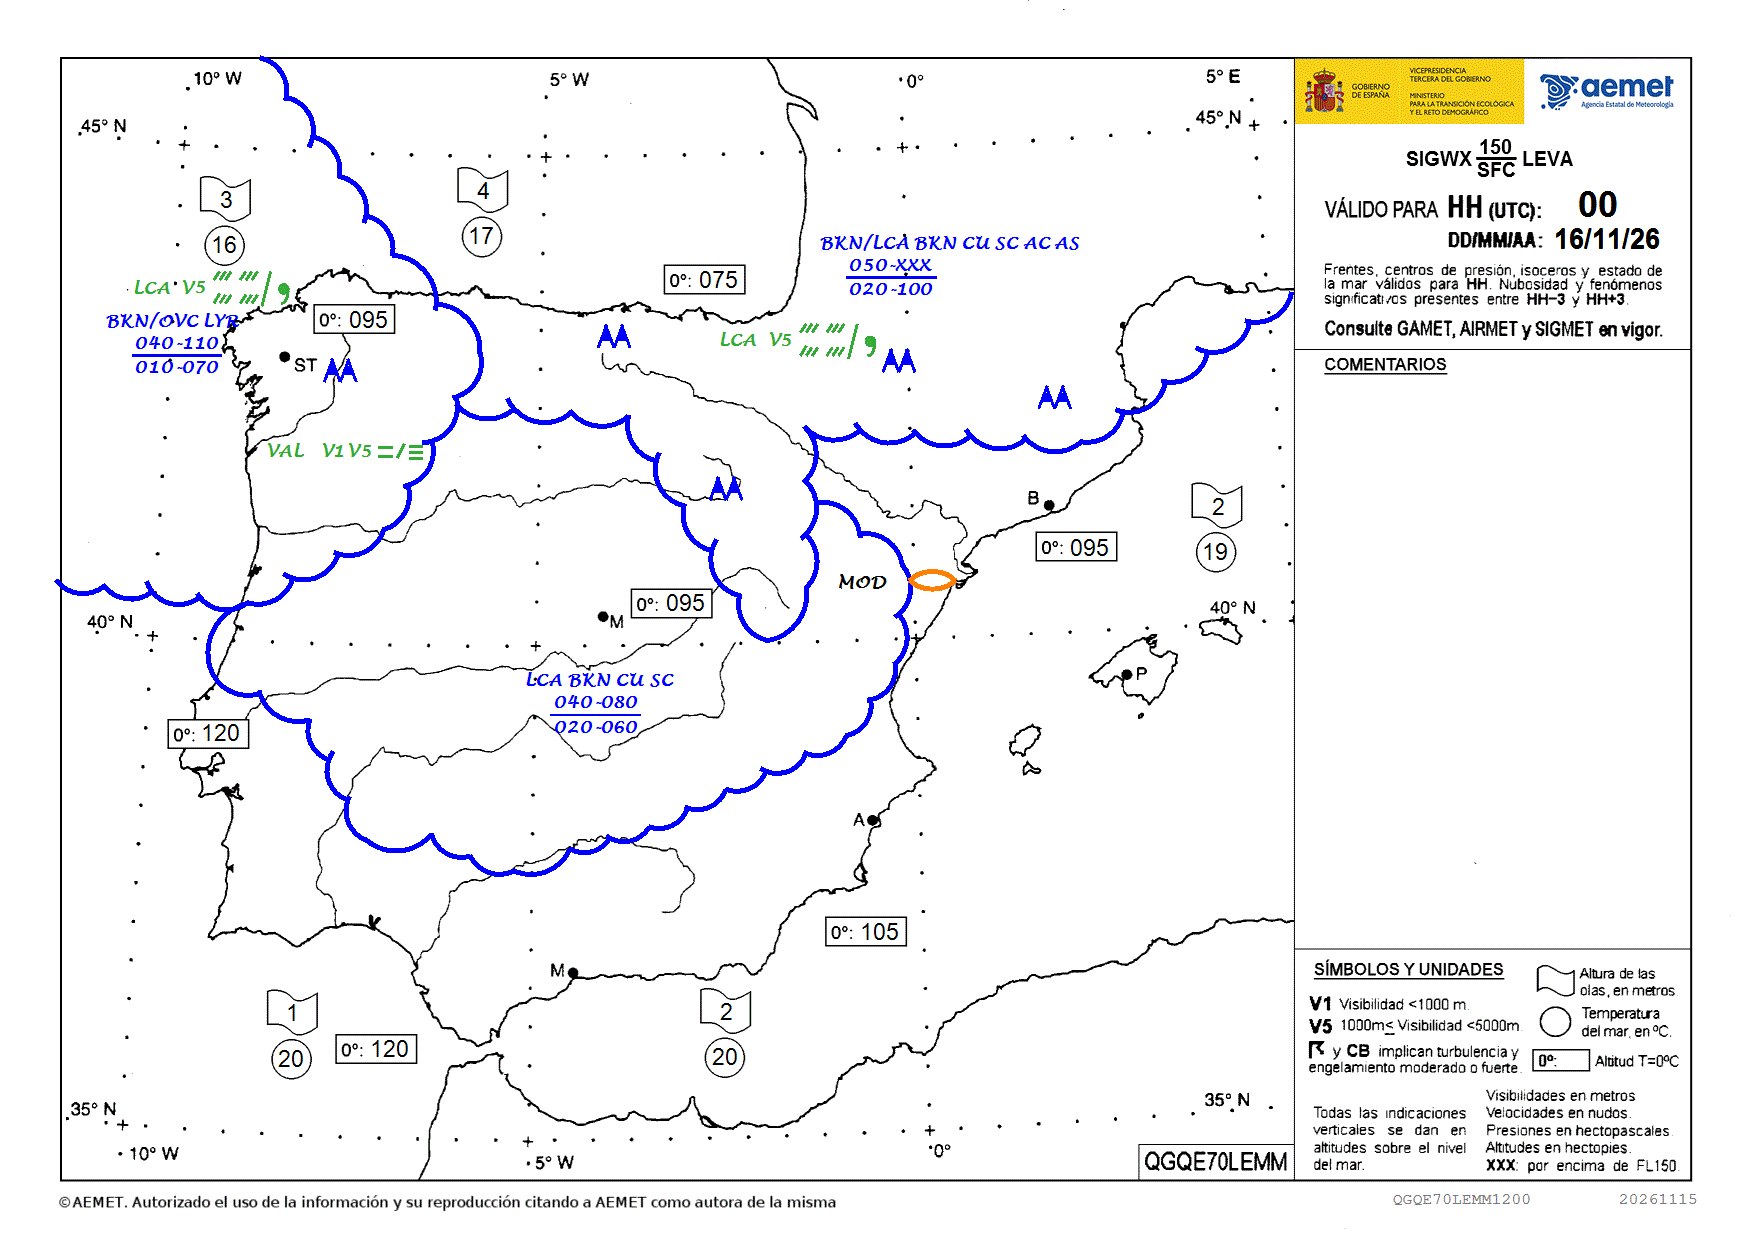 10° W
5° W
0°
5° E
45° N
45° N
3
16
4
17
BKN/LCA BKN CU SC AC AS
050-XXX
020-100
0°: 075
LCA V5
BKN/OVC LYR
040-110
010-070
0°: 095
ST
LCA V5
VAL V1 V5
B
2
19
0°: 095
MOD
0°: 095
M
40° N
40° N
P
LCA BKN CU SC
040-080
020-060
0°: 120
A
0°: 105
M
1
20
0°: 120
2
20
35° N
35° N
10° W
5° W
0°
QGQE70LEMM
GOBIERNO DE ESPAÑA
VICEPRESIDENCIA
TERCERA DEL GOBIERNO
MINISTERIO
PARA LA TRANSICIÓN ECOLÓGICA
Y EL RETO DEMOGRÁFICO
aemet
Agencia Estatal de Meteorología
SIGWX 150 SFC LEVA
VÁLIDO PARA HH (UTC): 00
DD/MM/AA: 16/11/26
Frentes, centros de presión, isoceros y estado de
la mar válidos para HH. Nubosidad y fenómenos
significativos presentes entre HH-3 y HH+3.
Consulte GAMET, AIRMET y SIGMET en vigor.
COMENTARIOS
SÍMBOLOS Y UNIDADES
V1 Visibilidad <1000 m.
V5 1000m≤ Visibilidad <5000m.
y CB implican turbulencia y
engelamiento moderado o fuerte.
Altura de las
olas, en metros
Temperatura
del mar, en ºC.
0°: Altitud T=0ºC
Todas las indicaciones
verticales se dan en
altitudes sobre el nivel
del mar.
Visibilidades en metros
Velocidades en nudos.
Presiones en hectopascales.
Altitudes en hectopies.
XXX: por encima de FL150.
©AEMET. Autorizado el uso de la información y su reproducción citando a AEMET como autora de la misma
QGQE70LEMM1200 20261115